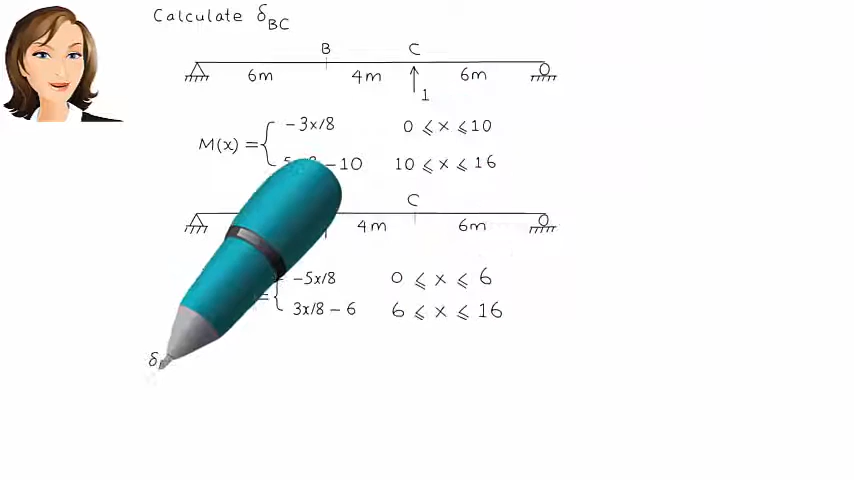 Calculate δBC
B C
6m 4m 6m
1
M(x) = { -3x/8 0 ⩽ x ⩽ 10
-10 10 ⩽ x ⩽ 16
C
4m 6m
-5x/8 0 ⩽ x ⩽ 6
= { 3x/8 - 6 6 ⩽ x ⩽ 16
δ